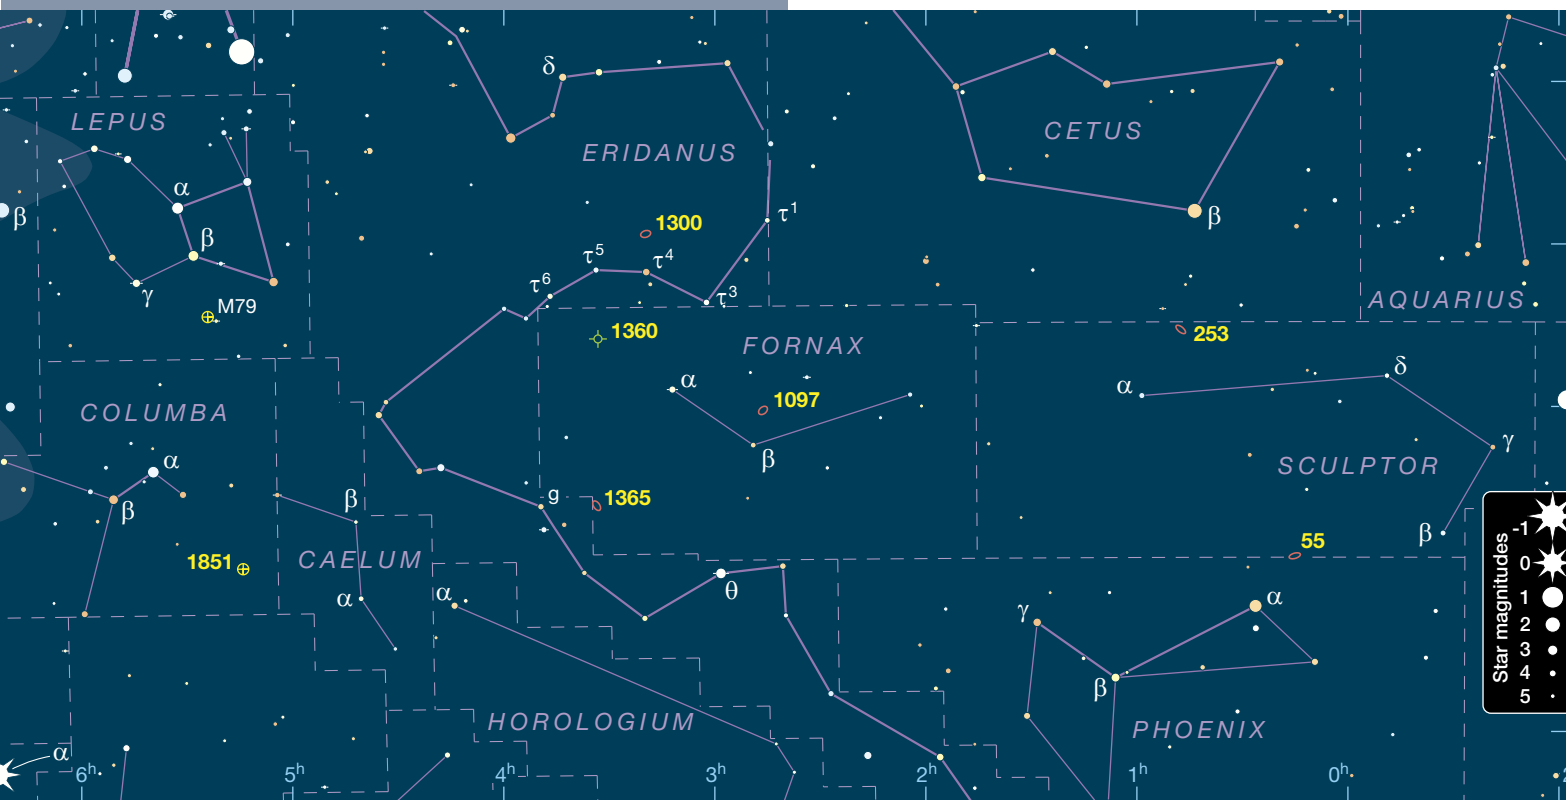 δ
LEPUS
CETUS
ERIDANUS
α
β
β
β
τ1
1300
τ5
τ4
τ6
γ
M79
τ3
AQUARIUS
1360
253
FORNAX
δ
α
α
1097
COLUMBA
γ
β
α
SCULPTOR
β
g
1365
β
β
-1
55
CAELUM
1851
0
α
α
θ
γ
α
1
2
3
β
4
5
Star magnitudes
HOROLOGIUM
PHOENIX
α
6h
5h
4h
3h
2h
1h
0h